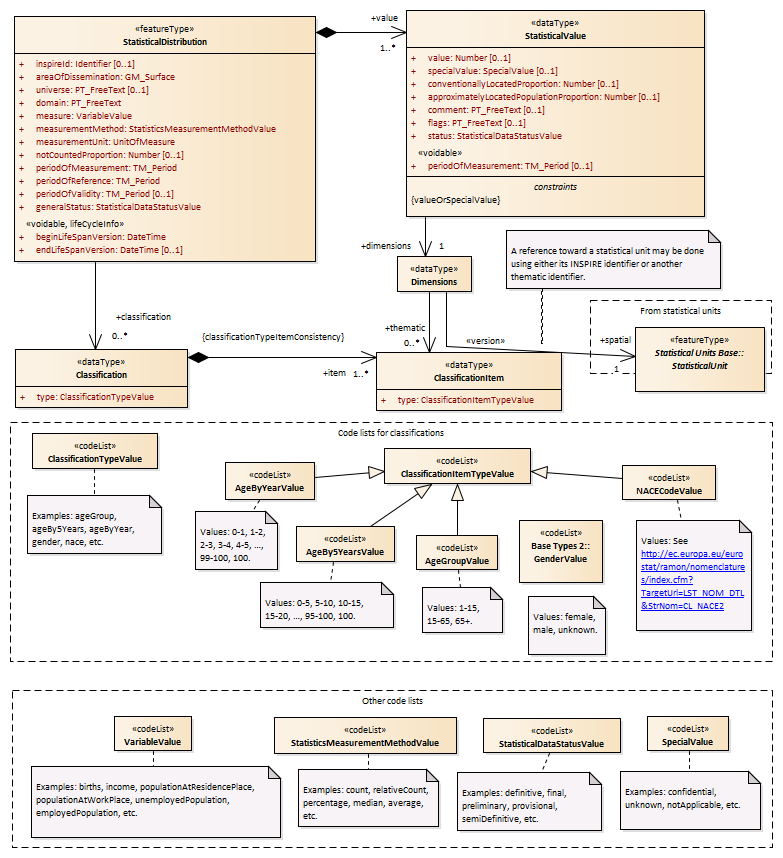 «featureType»
StatisticalDistribution
+ inspireId: Identifier [0..1]
+ areaOfDissemination: GM_Surface
+ universe: PT_FreeText [0..1]
+ domain: PT_FreeText
+ measure: VariableValue
+ measurementMethod: StatisticsMeasurementMethodValue
+ measurementUnit: UnitOfMeasure
+ notCountedProportion: Number [0..1]
+ periodOfMeasurement: TM_Period
+ periodOfReference: TM_Period
+ periodOfValidity: TM_Period [0..1]
+ generalStatus: StatisticalDataStatusValue
«voidable, lifeCycleInfo»
+ beginLifeSpanVersion: DateTime
+ endLifeSpanVersion: DateTime [0..1]
+value
1..*
«dataType»
StatisticalValue
+ value: Number [0..1]
+ specialValue: SpecialValue [0..1]
+ conventionallyLocatedProportion: Number [0..1]
+ approximatelyLocatedPopulationProportion: Number [0..1]
+ comment: PT_FreeText [0..1]
+ flags: PT_FreeText [0..1]
+ status: StatisticalDataStatusValue
«voidable»
+ periodOfMeasurement: TM_Period [0..1]
constraints
{valueOrSpecialValue}
+dimensions 1
«dataType»
Dimensions
A reference toward a statistical unit may be done
using either its INSPIRE identifier or another
thematic identifier.
+classification
0..*
{classificationTypeItemConsistency}
+thematic
0..*
«version»
From statistical units
+spatial
1
«featureType»
Statistical Units Base::
StatisticalUnit
«dataType»
Classification
+ type: ClassificationTypeValue
+item 1..*
«dataType»
ClassificationItem
+ type: ClassificationItemTypeValue
Code lists for classifications
«codeList»
ClassificationTypeValue
Examples: ageGroup,
ageBy5Years, ageByYear,
gender, nace, etc.
«codeList»
AgeByYearValue
Values: 0-1, 1-2,
2-3, 3-4, 4-5, ...,
99-100, 100.
«codeList»
ClassificationItemTypeValue
«codeList»
NACECodeValue
«codeList»
AgeBy5YearsValue
Values: 0-5, 5-10, 10-15,
15-20, ..., 95-100, 100.
«codeList»
AgeGroupValue
Values: 1-15,
15-65, 65+.
«codeList»
Base Types 2::
GenderValue
Values: female,
male, unknown.
Values: See
http://ec.europa.eu/euro
stat/ramon/nomenclature
s/index.cfm?
TargetUrl=LST_NOM_DTL
&StrNom=CL_NACE2
Other code lists
«codeList»
VariableValue
Examples: births, income, populationAtResidencePlace,
populationAtWorkPlace, unemployedPopulation,
employedPopulation, etc.
«codeList»
StatisticsMeasurementMethodValue
Examples: count, relativeCount,
percentage, median, average,
etc.
«codeList»
StatisticalDataStatusValue
Examples: definitive, final,
preliminary, provisional,
semiDefinitive, etc.
«codeList»
SpecialValue
Examples: confidential,
unknown, notApplicable, etc.